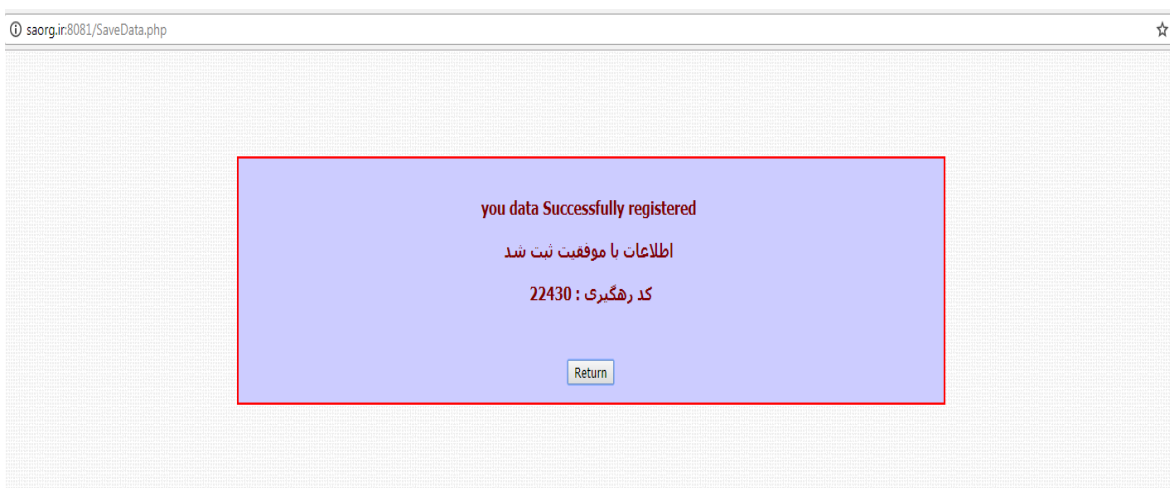 saorg.ir:8081/SaveData.php
you data Successfully registered
اطلاعات با موفقیت ثبت شد
کد رهگیری : 22430
Return